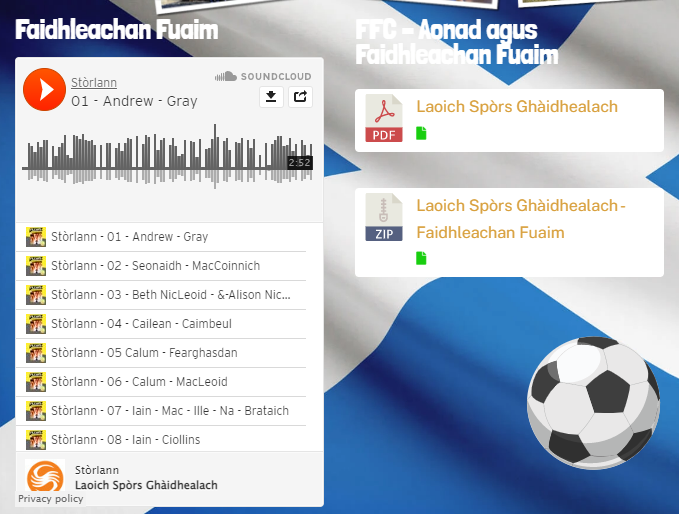 Faidhleachan Fuaim
Stòrlann
SOUNDCLOUD
01 - Andrew - Gray
2:52
Stòrlann - 01 - Andrew - Gray
Stòrlann - 02 - Seonaidh - MacCoinnich
Stòrlann - 03 - Beth NicLeoid - &-Alison Nic...
Stòrlann - 04 - Cailean - Caimbeul
Stòrlann - 05 Calum - Fearghasdan
Stòrlann - 06 - Calum - MacLeoid
Stòrlann - 07 - Iain - Mac - Ille - Na - Brataich
Stòrlann - 08 - Iain - Ciollins
Stòrlann
Laoich Spòrs Ghàidhealach
Privacy policy
FFC – Aonad agus
Faidhleachan Fuaim
PDF
Laoich Spòrs Ghàidhealach
ZIP
Laoich Spòrs Ghàidhealach -
Faidhleachan Fuaim